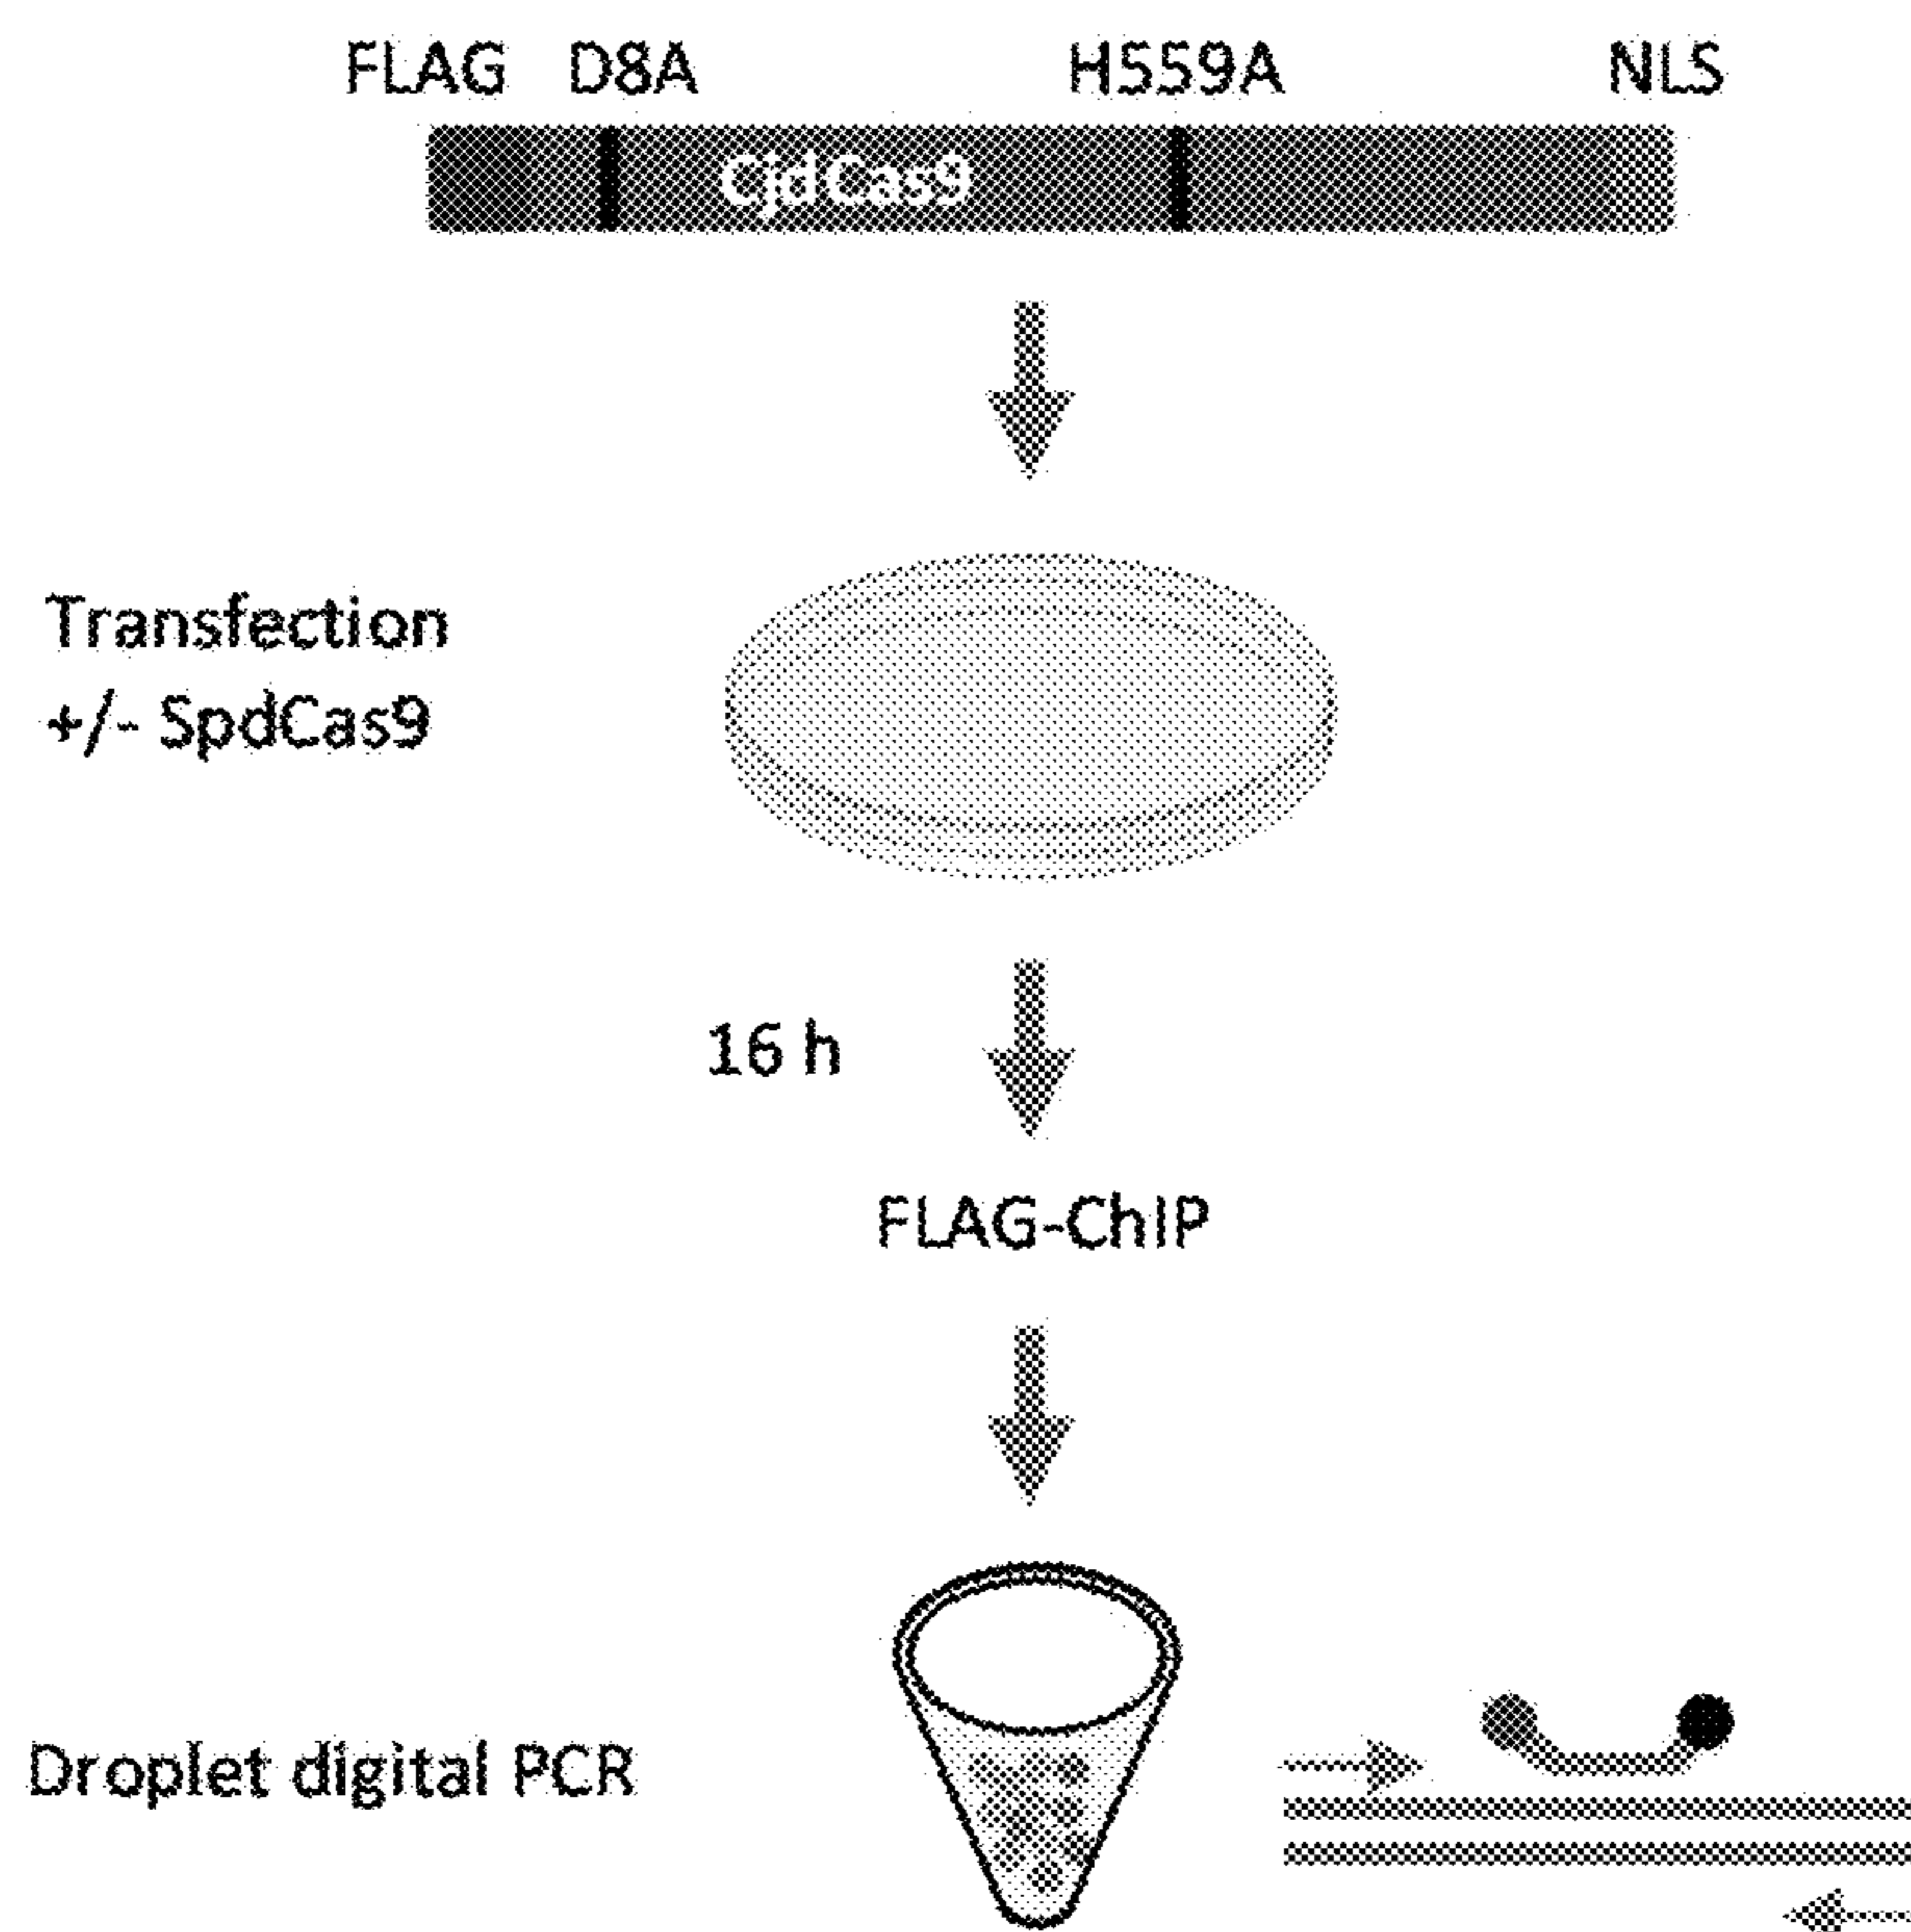 FLAG D8A H559A NLS
CjdCas9
Transfection
+/- SpdCas9
16 h
FLAG-ChIP
Droplet digital PCR